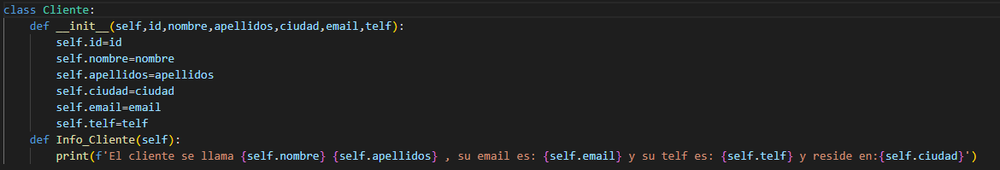 class Cliente:
    def __init__(self,id,nombre,apellidos,ciudad,email,telf):
        self.id=id
        self.nombre=nombre
        self.apellidos=apellidos
        self.ciudad=ciudad
        self.email=email
        self.telf=telf
    def Info_Cliente(self):
        print(f'El cliente se llama {self.nombre} {self.apellidos} , su email es: {self.email} y su telf es: {self.telf} y reside en:{self.ciudad}')